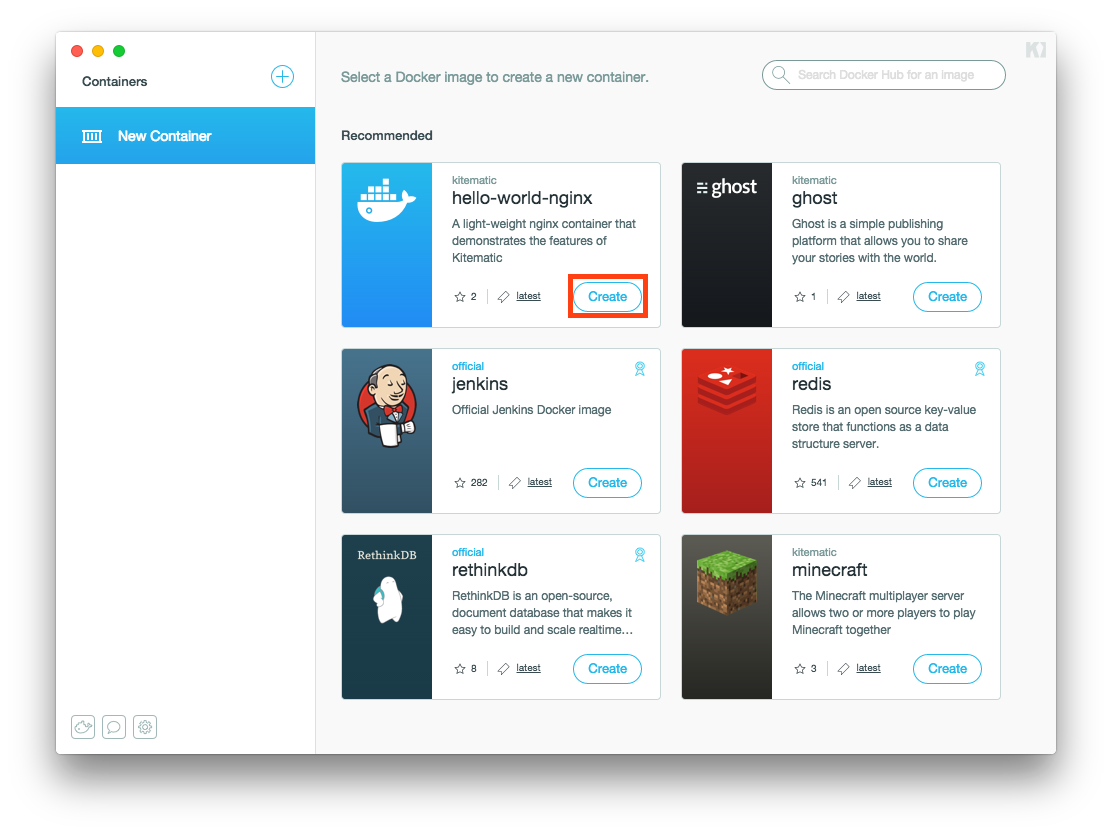 Containers
New Container
Select a Docker image to create a new container.
Search Docker Hub for an image
Recommended
kitematic
hello-world-nginx
A light-weight nginx container that
demonstrates the features of
Kitematic
2
latest
Create
ghost
kitematic
ghost
Ghost is a simple publishing
platform that allows you to share
your stories with the world.
1
latest
Create
official
jenkins
Official Jenkins Docker image
282
latest
Create
official
redis
Redis is an open source key-value
store that functions as a data
structure server.
541
latest
Create
RethinkDB
official
rethinkdb
RethinkDB is an open-source,
document database that makes it
easy to build and scale realtime...
8
latest
Create
kitematic
minecraft
The Minecraft multiplayer server
allows two or more players to play
Minecraft together
3
latest
Create